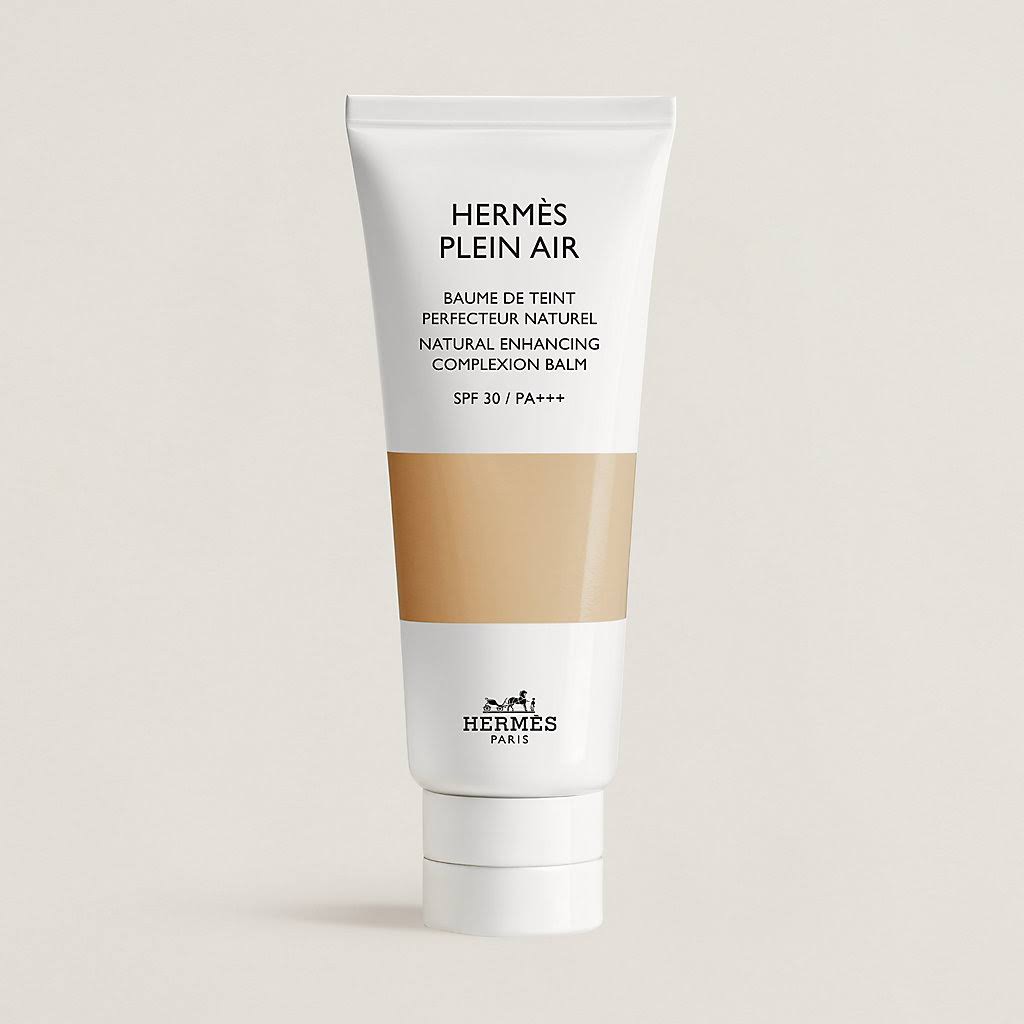 HERMÈS
PLEIN AIR
BAUME DE TEINT
PERFECTEUR NATUREL
NATURAL ENHANCING
COMPLEXION BALM
SPF 30 / PA+++
HERMÈS
PARIS